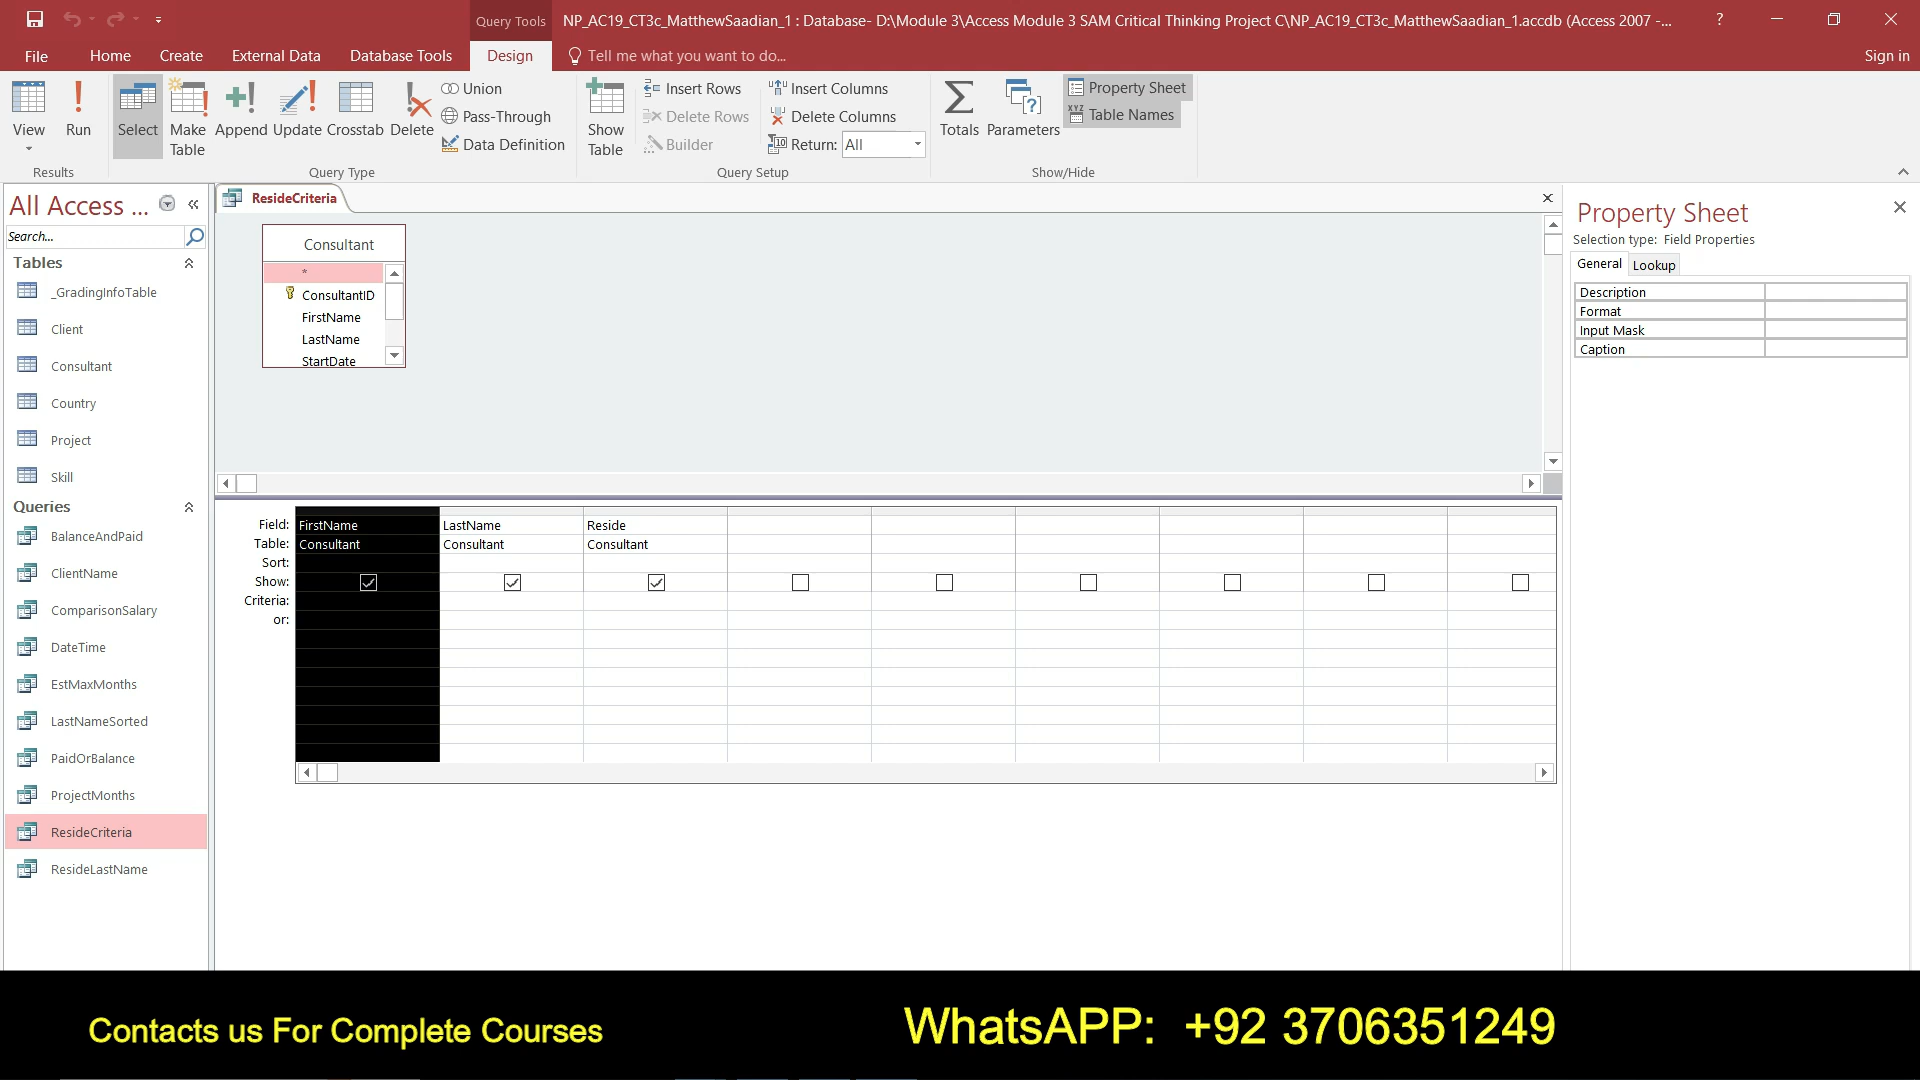 Query Tools
NP_AC19_CT3c_MatthewSaadian_1 : Database- D:\Module 3\Access Module 3 SAM Critical Thinking Project C\NP_AC19_CT3c_MatthewSaadian_1.accdb (Access 2007 -...
?
File Home Create External Data Database Tools Design Tell me what you want to do... Sign in
View
Run
Select
Make Table
Append
Update
Crosstab
Delete
Union
Pass-Through
Data Definition
Show Table
Insert Rows
Delete Rows
Builder
Insert Columns
Delete Columns
Return: All
Totals
Parameters
Property Sheet
Table Names
Results
Query Type
Query Setup
Show/Hide
All Access ...
Search...
Tables
_GradingInfoTable
Client
Consultant
Country
Project
Skill
Queries
BalanceAndPaid
ClientName
ComparisonSalary
DateTime
EstMaxMonths
LastNameSorted
PaidOrBalance
ProjectMonths
ResideCriteria
ResideLastName
ResideCriteria
Consultant
*
ConsultantID
FirstName
LastName
StartDate
Field: FirstName LastName Reside
Table: Consultant Consultant Consultant
Sort:
Show:
Criteria:
or:
Property Sheet
Selection type: Field Properties
General Lookup
Description
Format
Input Mask
Caption
Contacts us For Complete Courses
WhatsAPP: +92 3706351249